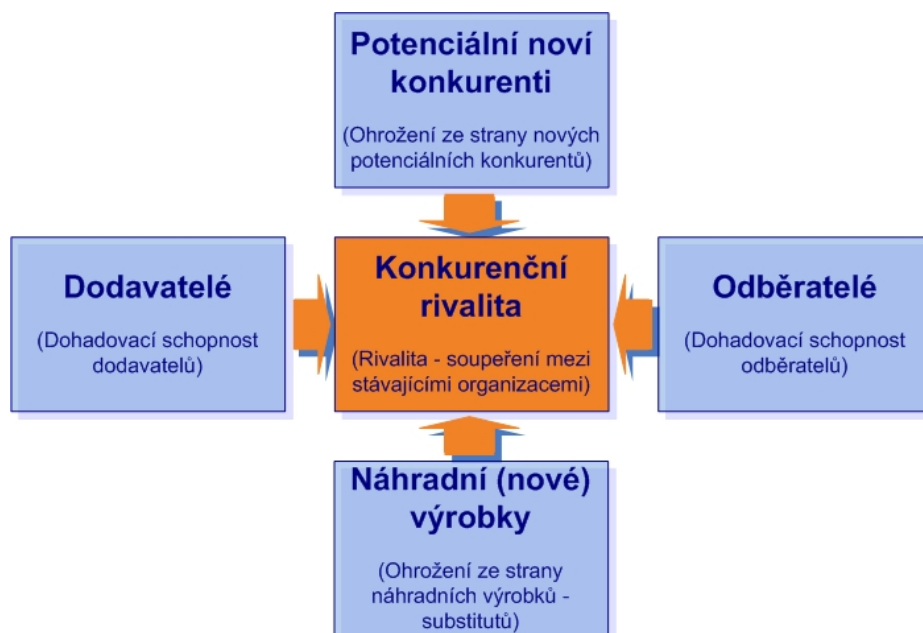 Potenciální noví
konkurenti
(Ohrožení ze strany nových
potenciálních konkurentů)
Dodavatelé
(Dohadovací schopnost
dodavatelů)
Konkurenční
rivalita
(Rivalita - soupeření mezi
stávajícími organizacemi)
Odběratelé
(Dohadovací schopnost
odběratelů)
Náhradní (nové)
výrobky
(Ohrožení ze strany
náhradních výrobků -
substitutů)